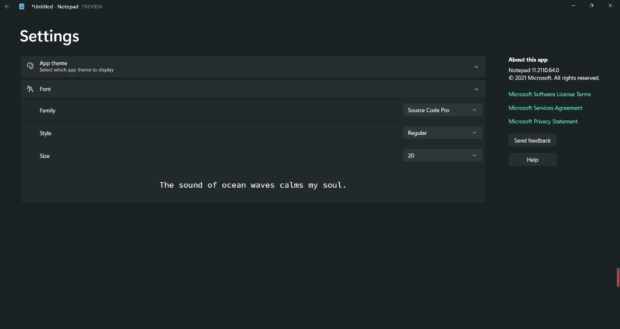 *Untitled - Notepad PREVIEW
Settings
App theme
Select which app theme to display
Font
Family
Source Code Pro
Style
Regular
Size
20
The sound of ocean waves calms my soul.
About this app
Notepad 11.2110.64.0
© 2021 Microsoft. All rights reserved.
Microsoft Software License Terms
Microsoft Services Agreement
Microsoft Privacy Statement
Send feedback
Help